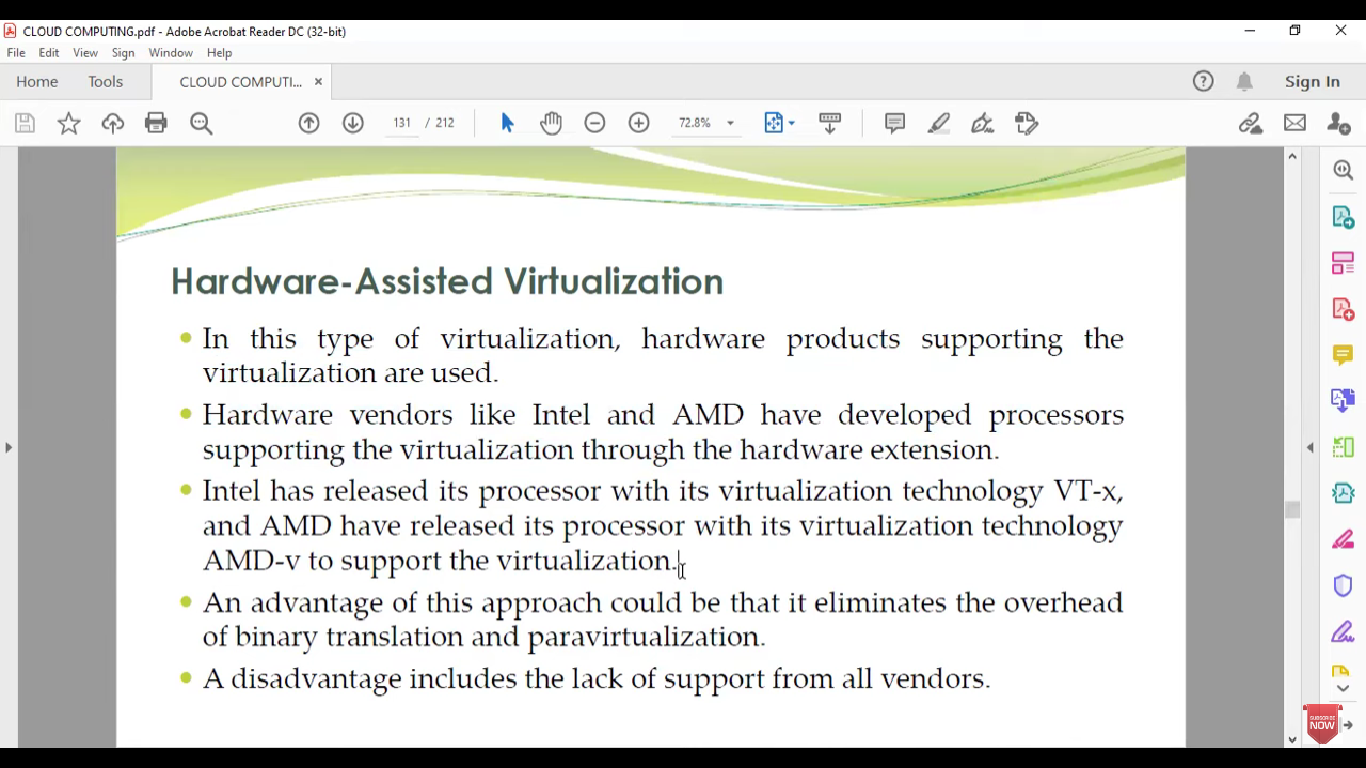 CLOUD COMPUTING.pdf - Adobe Acrobat Reader DC (32-bit)
File Edit View Sign Window Help
Home Tools CLOUD COMPUTI... × Sign In
131 / 212 72.8%
Hardware-Assisted Virtualization
In this type of virtualization, hardware products supporting the
virtualization are used.
Hardware vendors like Intel and AMD have developed processors
supporting the virtualization through the hardware extension.
Intel has released its processor with its virtualization technology VT-x,
and AMD have released its processor with its virtualization technology
AMD-v to support the virtualization.
An advantage of this approach could be that it eliminates the overhead
of binary translation and paravirtualization.
A disadvantage includes the lack of support from all vendors.
SUBSCRIBE
NOW